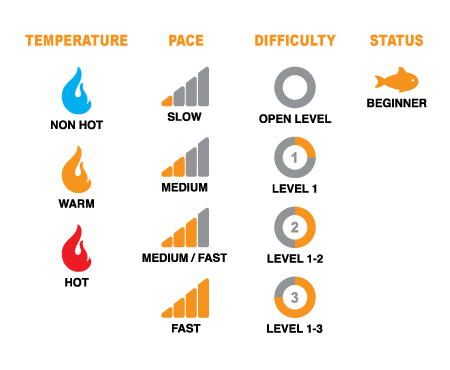 TEMPERATURE PACE DIFFICULTY STATUS
NON HOT SLOW OPEN LEVEL BEGINNER
1
WARM MEDIUM LEVEL 1
2
HOT MEDIUM / FAST LEVEL 1-2
3
FAST LEVEL 1-3